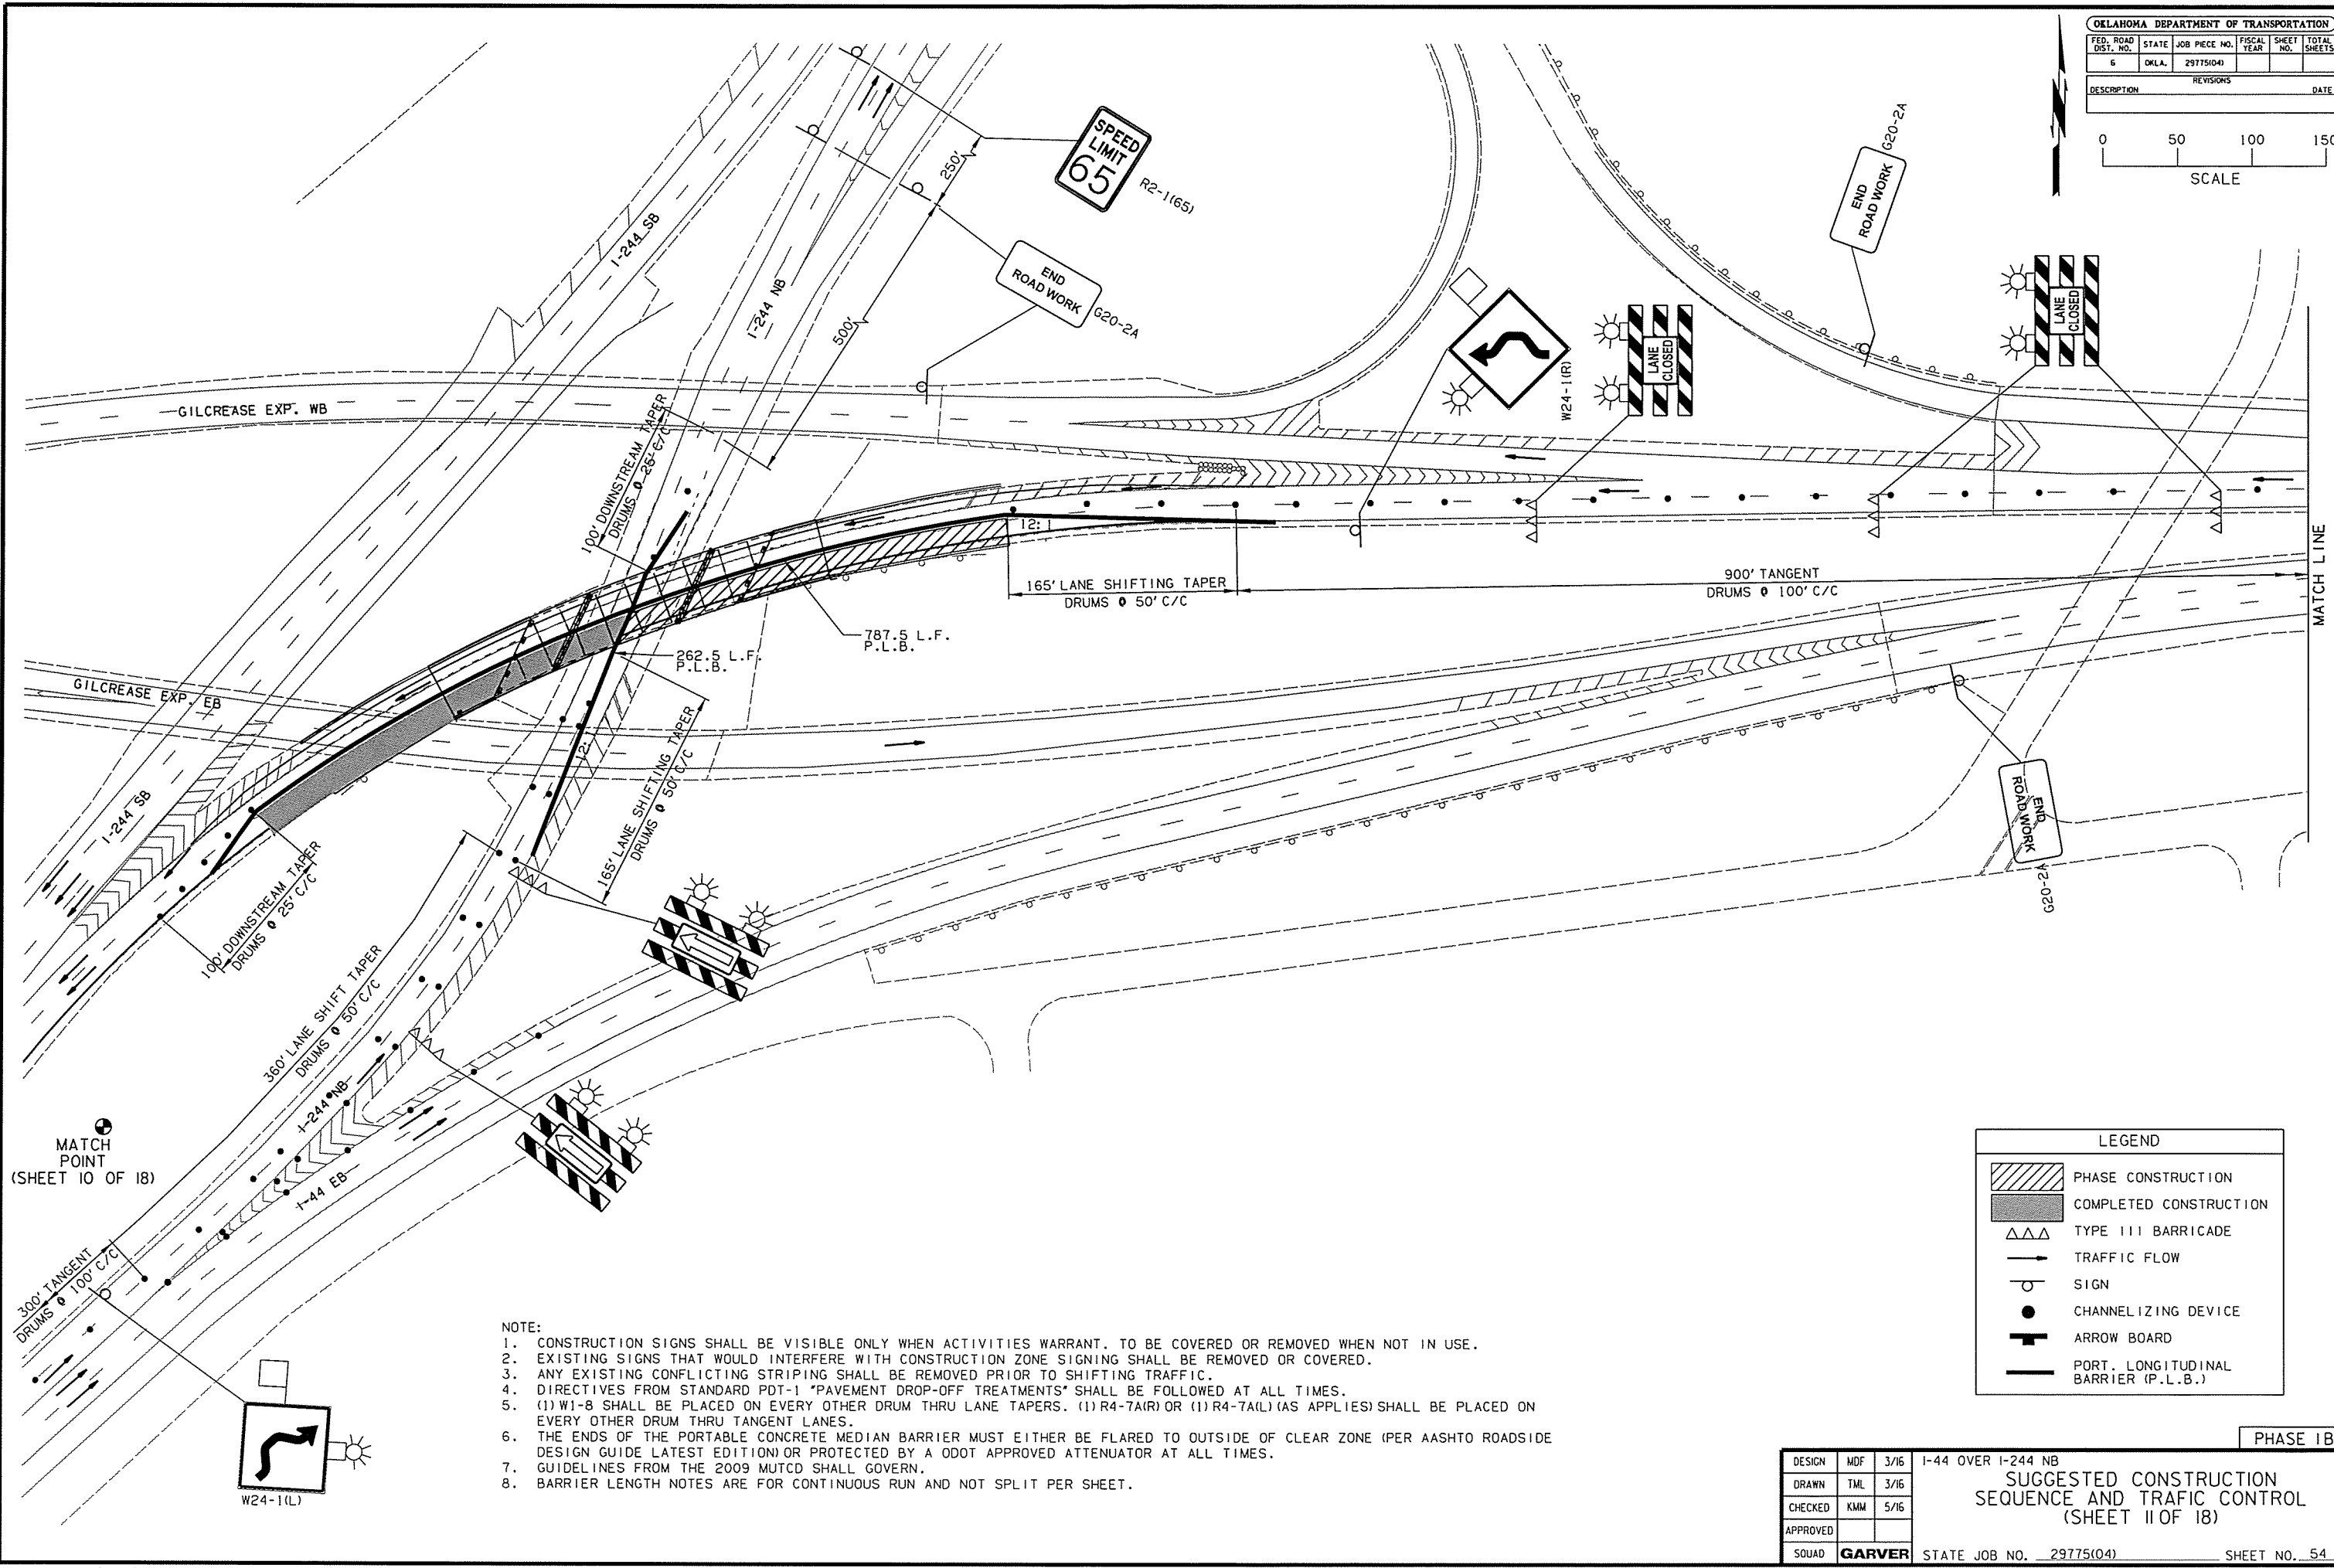 OKLAHOMA DEPARTMENT OF TRANSPORTATION
FED. ROAD DIST. NO. STATE JOB PIECE NO. FISCAL YEAR SHEET NO. TOTAL SHEETS
6 OKLA. 29775(04)
REVISIONS
DESCRIPTION DATE
0 50 100 150
SCALE
SPEED
LIMIT
65
R2-1(65)
250'
500'
END
ROAD WORK
G20-2A
END
ROAD WORK
G20-2A
I-244 SB
I-244 NB
GILCREASE EXP. WB
100' DOWNSTREAM TAPER
DRUMS @ 25' C/C
W24-1(R)
LANE
CLOSED
LANE
CLOSED
12:1
165' LANE SHIFTING TAPER
DRUMS @ 50' C/C
900' TANGENT
DRUMS @ 100' C/C
MATCH LINE
787.5 L.F.
P.L.B.
262.5 L.F.
P.L.B.
GILCREASE EXP. EB
12:1
165' LANE SHIFTING TAPER
DRUMS @ 50' C/C
I-244 SB
100' DOWNSTREAM TAPER
DRUMS @ 25' C/C
END
ROAD WORK
G20-2A
360' LANE SHIFT TAPER
DRUMS @ 50' C/C
I-244 NB
I-44 EB
MATCH
POINT
(SHEET 10 OF 18)
300' TANGENT
DRUMS @ 100' C/C
W24-1(L)
LEGEND
PHASE CONSTRUCTION
COMPLETED CONSTRUCTION
TYPE III BARRICADE
TRAFFIC FLOW
SIGN
CHANNELIZING DEVICE
ARROW BOARD
PORT. LONGITUDINAL
BARRIER (P.L.B.)
NOTE:
1. CONSTRUCTION SIGNS SHALL BE VISIBLE ONLY WHEN ACTIVITIES WARRANT. TO BE COVERED OR REMOVED WHEN NOT IN USE.
2. EXISTING SIGNS THAT WOULD INTERFERE WITH CONSTRUCTION ZONE SIGNING SHALL BE REMOVED OR COVERED.
3. ANY EXISTING CONFLICTING STRIPING SHALL BE REMOVED PRIOR TO SHIFTING TRAFFIC.
4. DIRECTIVES FROM STANDARD PDT-1 "PAVEMENT DROP-OFF TREATMENTS" SHALL BE FOLLOWED AT ALL TIMES.
5. (1) W1-8 SHALL BE PLACED ON EVERY OTHER DRUM THRU LANE TAPERS. (1) R4-7A(R) OR (1) R4-7A(L) (AS APPLIES) SHALL BE PLACED ON
EVERY OTHER DRUM THRU TANGENT LANES.
6. THE ENDS OF THE PORTABLE CONCRETE MEDIAN BARRIER MUST EITHER BE FLARED TO OUTSIDE OF CLEAR ZONE (PER AASHTO ROADSIDE
DESIGN GUIDE LATEST EDITION) OR PROTECTED BY A ODOT APPROVED ATTENUATOR AT ALL TIMES.
7. GUIDELINES FROM THE 2009 MUTCD SHALL GOVERN.
8. BARRIER LENGTH NOTES ARE FOR CONTINUOUS RUN AND NOT SPLIT PER SHEET.
PHASE 1B
DESIGN MDF 3/16
DRAWN TML 3/16
CHECKED KMM 5/16
APPROVED
SQUAD GARVER
I-44 OVER I-244 NB
SUGGESTED CONSTRUCTION
SEQUENCE AND TRAFIC CONTROL
(SHEET 11 OF 18)
STATE JOB NO. 29775(04) SHEET NO. 54